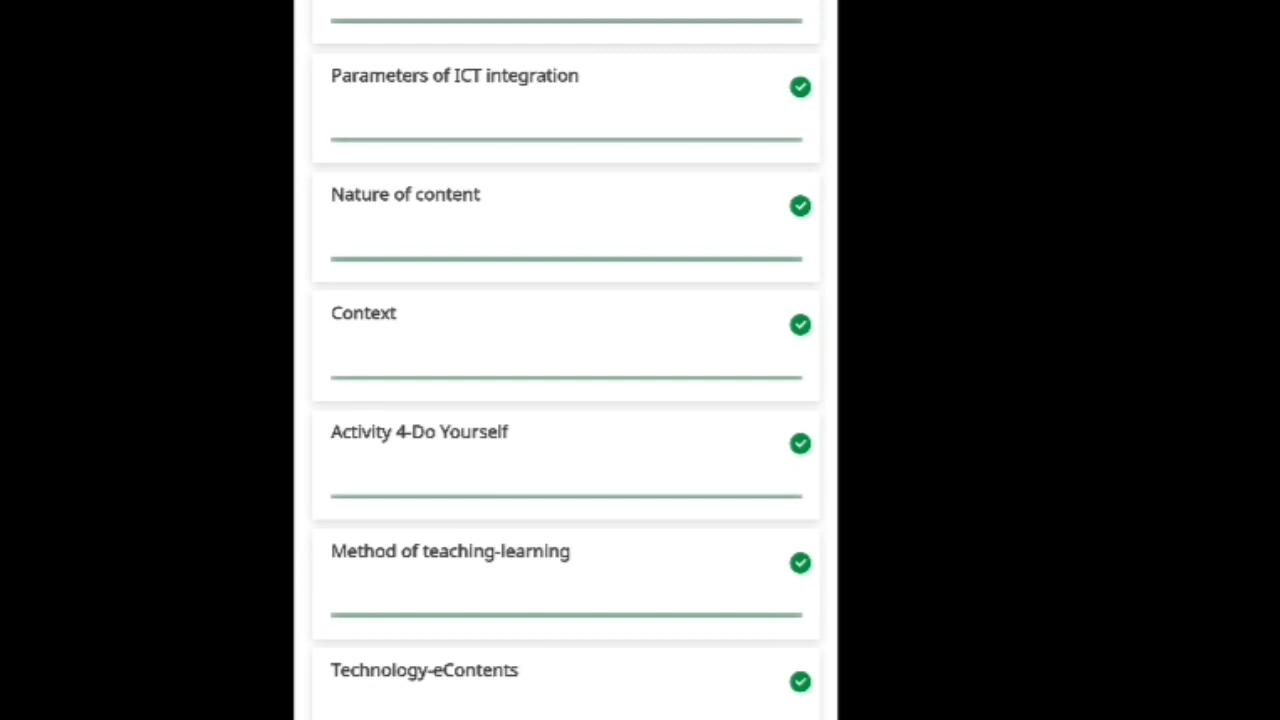 Parameters of ICT integration
Nature of content
Context
Activity 4-Do Yourself
Method of teaching-learning
Technology-eContents